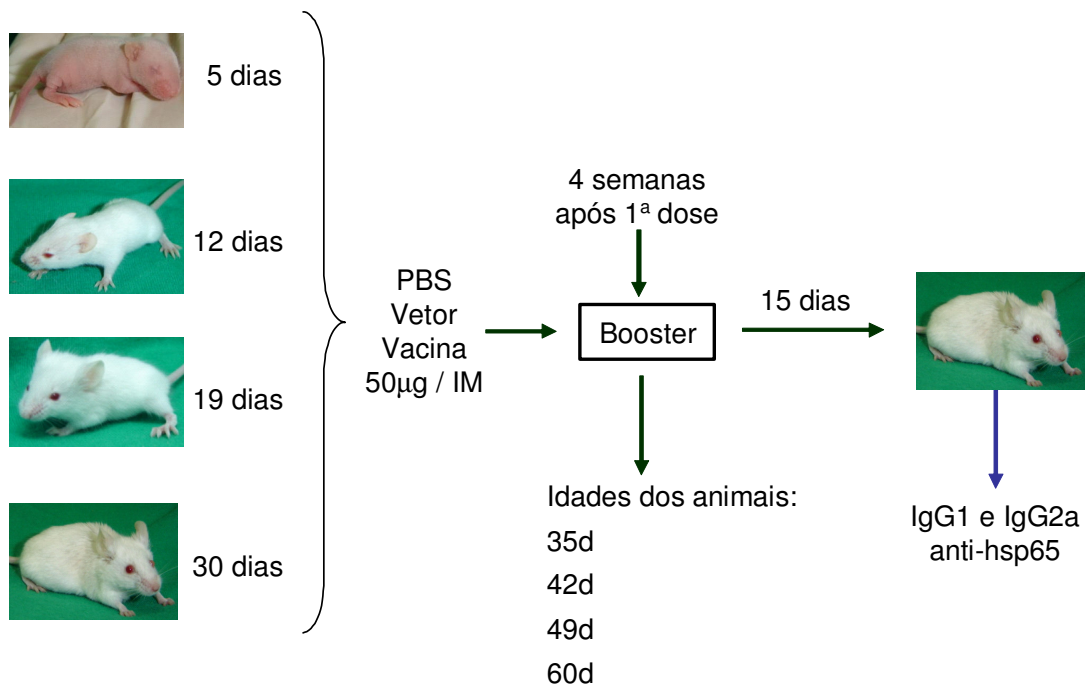 5 dias
12 dias
19 dias
30 dias
PBS
Vetor
Vacina
50μg / IM
4 semanas
após 1ª dose
Booster
15 dias
Idades dos animais:
35d
42d
49d
60d
IgG1 e IgG2a
anti-hsp65